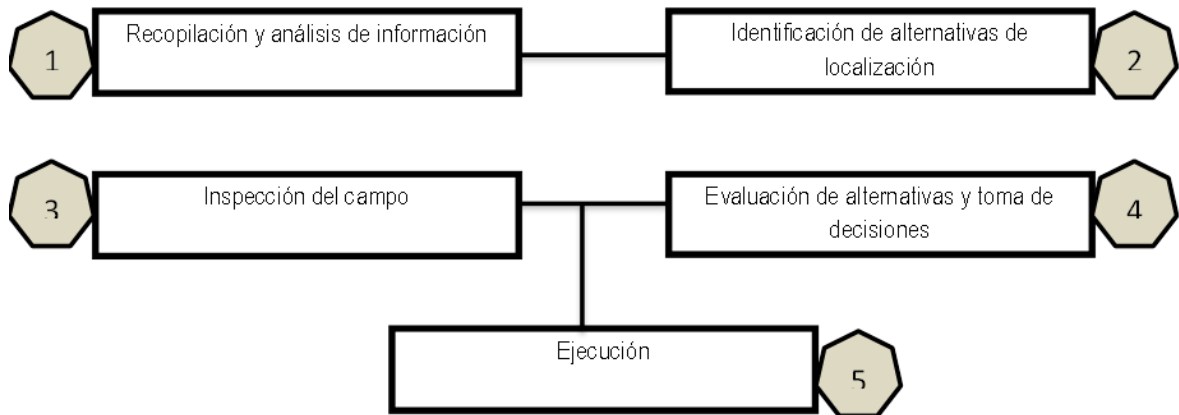 1
Recopilación y análisis de información
Identificación de alternativas de
localización
2
3
Inspección del campo
Evaluación de alternativas y toma de
decisiones
4
Ejecución
5